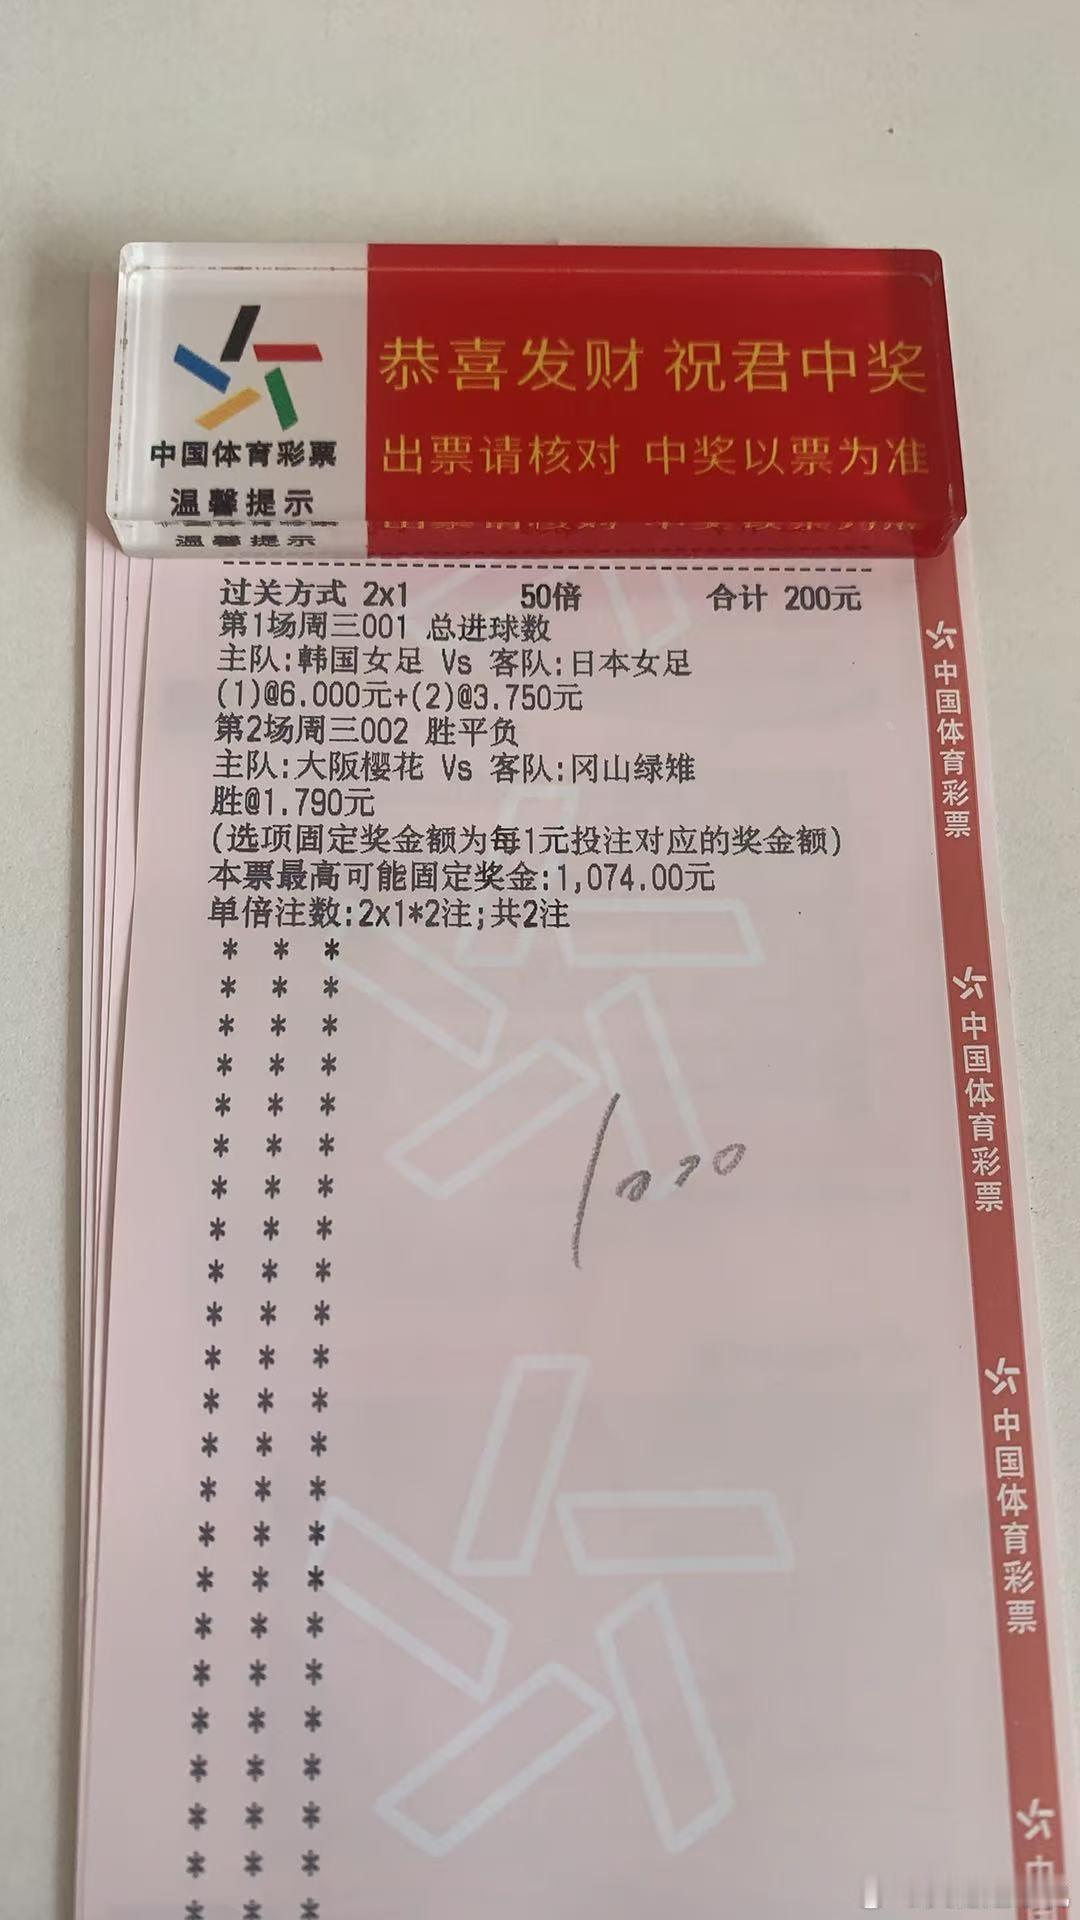 恭喜发财 祝君中奖
出票请核对 中奖以票为准
中国体育彩票
温馨提示
过关方式 2x1 50倍 合计 200元
第1场周三001 总进球数
主队:韩国女足 Vs 客队:日本女足
(1)@6.000元+(2)@3.750元
第2场周三002 胜平负
主队:大阪樱花 Vs 客队:冈山绿雉
胜@1.790元
(选项固定奖金额为每1元投注对应的奖金额)
本票最高可能固定奖金:1,074.00元
单倍注数:2x1*2注;共2注
1000
中国体育彩票
中国体育彩票
中国体育彩票
中